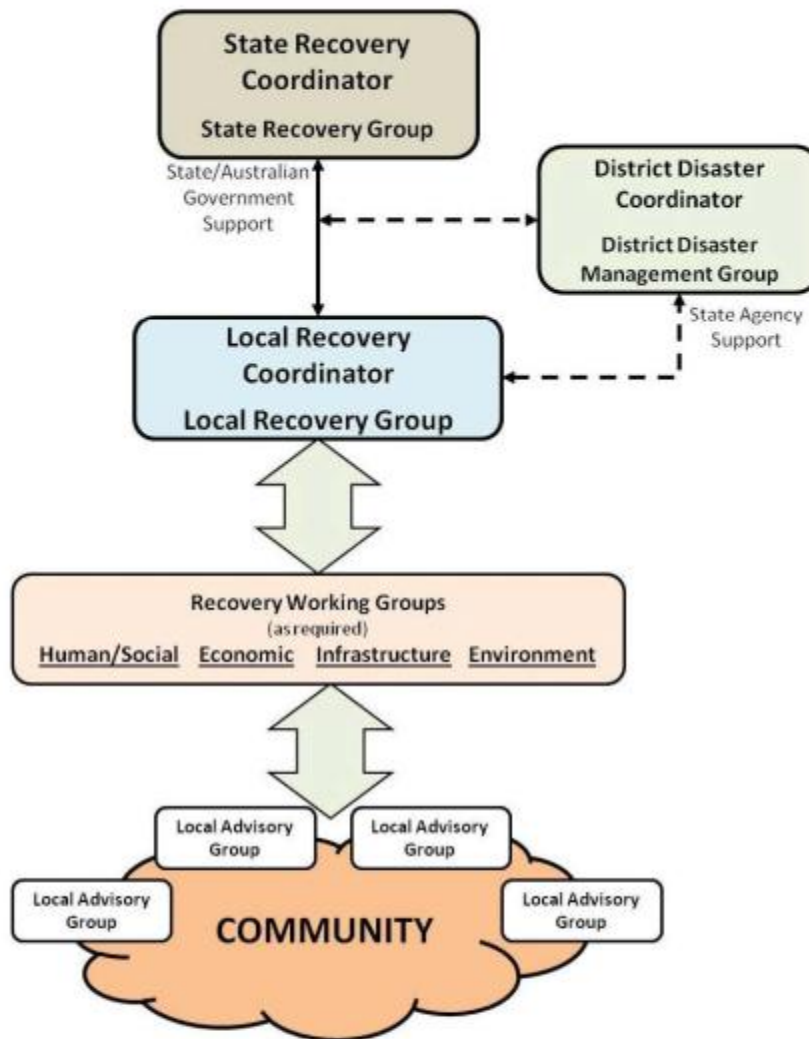 State Recovery
Coordinator
State Recovery Group
State/Australian
Government
Support
District Disaster
Coordinator
District Disaster
Management Group
State Agency
Support
Local Recovery
Coordinator
Local Recovery Group
Recovery Working Groups
(as required)
Human/Social Economic Infrastructure Environment
Local Advisory
Group
Local Advisory
Group
Local Advisory
Group
Local Advisory
Group
COMMUNITY